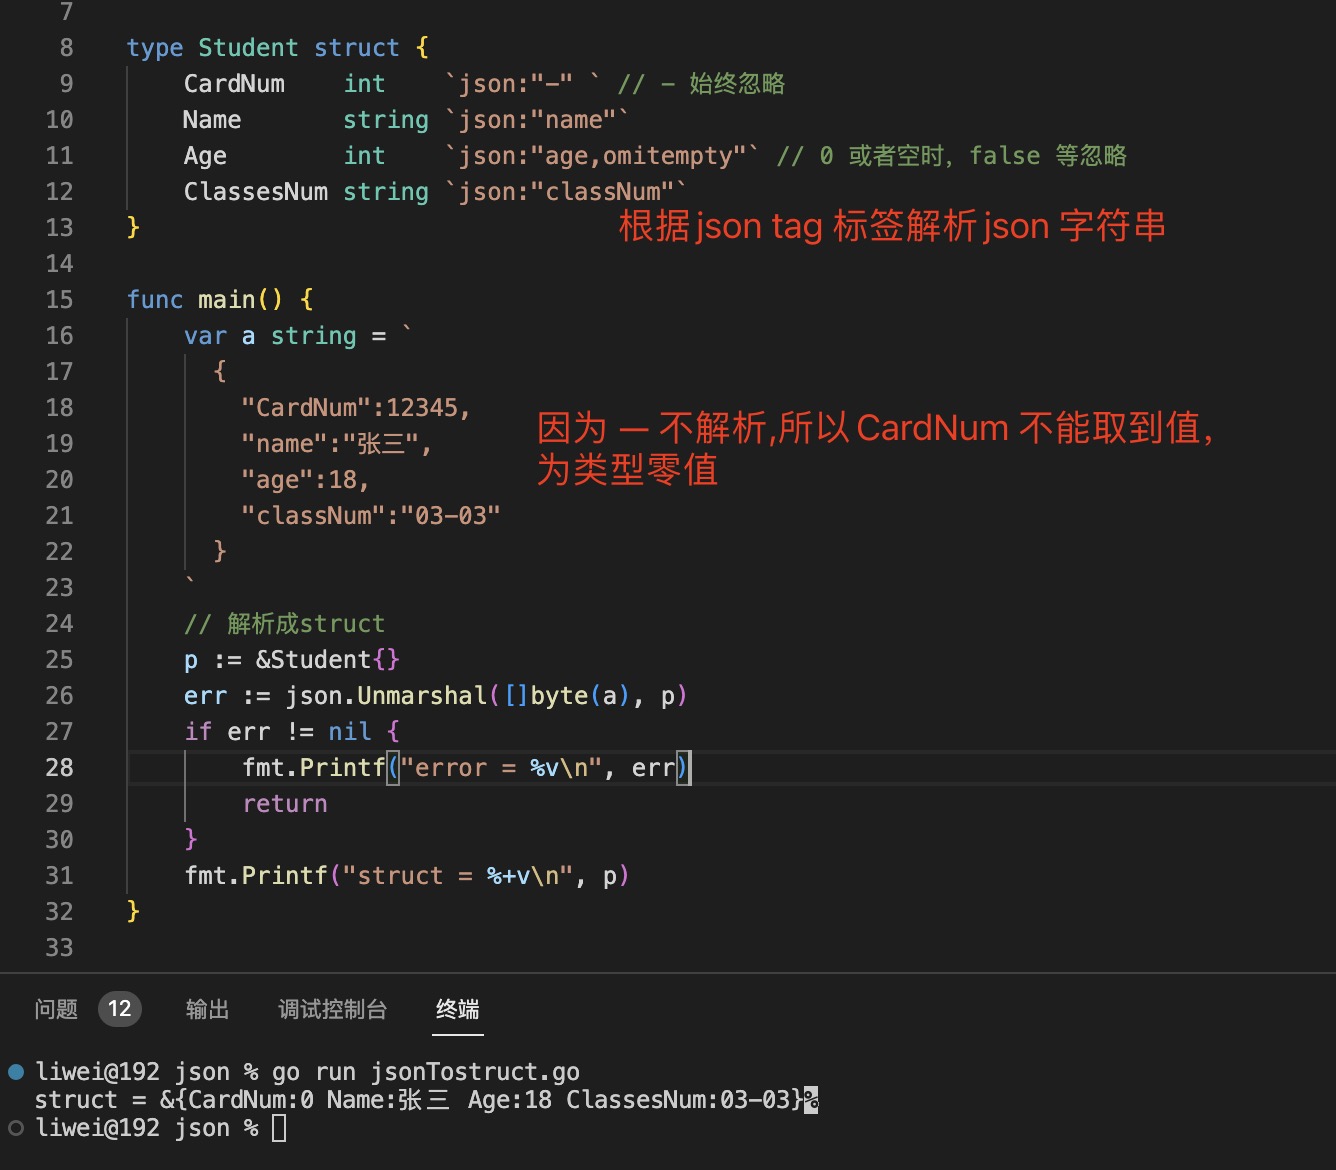 7
8 type Student struct {
9 CardNum int `json:"-" ` // - 始终忽略
10 Name string `json:"name"`
11 Age int `json:"age,omitempty"` // 0 或者空时, false 等忽略
12 ClassesNum string `json:"classNum"`
13 }
根据json tag 标签解析json 字符串
14
15 func main() {
16 var a string = `
17 {
18 "CardNum":12345,
19 "name":"张三",
因为 — 不解析,所以CardNum 不能取到值,
为类型零值
20 "age":18,
21 "classNum":"03-03"
22 }
23 `
24 // 解析成struct
25 p := &Student{}
26 err := json.Unmarshal([]byte(a), p)
27 if err != nil {
28 fmt.Printf("error = %v\n", err)
29 return
30 }
31 fmt.Printf("struct = %+v\n", p)
32 }
33
问题 12 输出 调试控制台 终端
liwei@192 json % go run jsonTostruct.go
struct = &{CardNum:0 Name:张三 Age:18 ClassesNum:03-03}%
liwei@192 json %